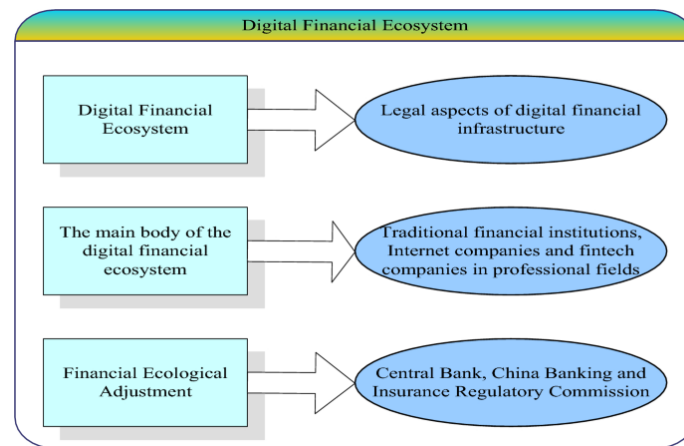 Digital Financial Ecosystem
Digital Financial
Ecosystem
Legal aspects of digital financial
infrastructure
The main body of the
digital financial
ecosystem
Traditional financial institutions,
Internet companies and fintech
companies in professional fields
Financial Ecological
Adjustment
Central Bank, China Banking and
Insurance Regulatory Commission